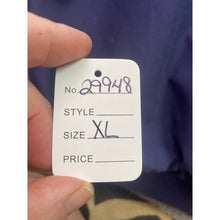 No. 29948
STYLE
SIZE XL
PRICE